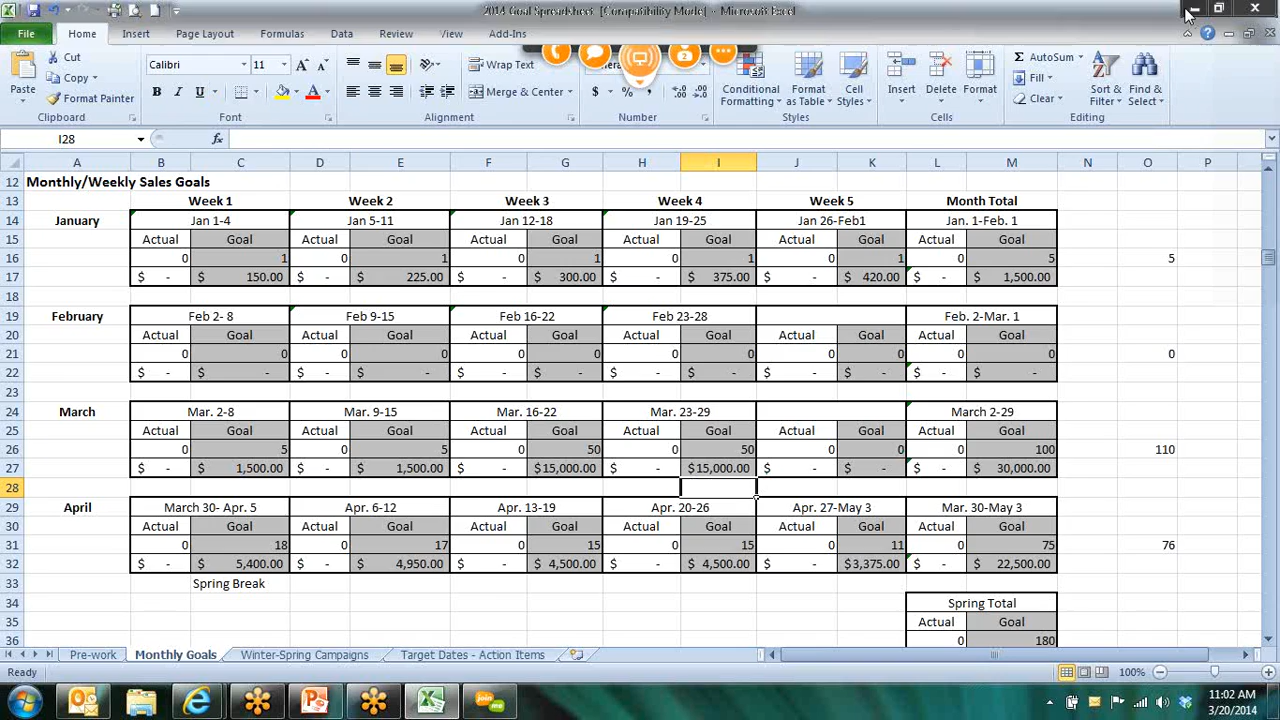 2014 Goal Spreadsheet [Compatibility Mode] - Microsoft Excel
File Home Insert Page Layout Formulas Data Review View Add-Ins
Paste Cut Calibri 11 Wrap Text Conditional Formatting Format as Table Cell Styles Insert Delete Format AutoSum Sort & Filter Find & Select
Copy Fill
Format Painter B I U Merge & Center $ % , Clear
Clipboard Font Alignment Number Styles Cells Editing
I28 fx
A B C D E F G H I J K L M N O P
12 Monthly/Weekly Sales Goals
13 Week 1 Week 2 Week 3 Week 4 Week 5 Month Total
14 January Jan 1-4 Jan 5-11 Jan 12-18 Jan 19-25 Jan 26-Feb1 Jan. 1-Feb. 1
15 Actual Goal Actual Goal Actual Goal Actual Goal Actual Goal Actual Goal
16 0 1 0 1 0 1 0 1 0 1 0 5 5
17 $ - $ 150.00 $ - $ 225.00 $ - $ 300.00 $ - $ 375.00 $ - $ 420.00 $ - $ 1,500.00
18
19 February Feb 2- 8 Feb 9-15 Feb 16-22 Feb 23-28 Feb. 2-Mar. 1
20 Actual Goal Actual Goal Actual Goal Actual Goal Actual Goal Actual Goal
21 0 0 0 0 0 0 0 0 0 0 0 0 0
22 $ - $ - $ - $ - $ - $ - $ - $ - $ - $ - $ - $ -
23
24 March Mar. 2-8 Mar. 9-15 Mar. 16-22 Mar. 23-29 March 2-29
25 Actual Goal Actual Goal Actual Goal Actual Goal Actual Goal Actual Goal
26 0 5 0 5 0 50 0 50 0 0 0 100 110
27 $ - $ 1,500.00 $ - $ 1,500.00 $ - $15,000.00 $ - $15,000.00 $ - $ - $ - $ 30,000.00
28
29 April March 30- Apr. 5 Apr. 6-12 Apr. 13-19 Apr. 20-26 Apr. 27-May 3 Mar. 30-May 3
30 Actual Goal Actual Goal Actual Goal Actual Goal Actual Goal Actual Goal
31 0 18 0 17 0 15 0 15 0 11 0 75 76
32 $ - $ 5,400.00 $ - $ 4,950.00 $ - $ 4,500.00 $ - $ 4,500.00 $ - $3,375.00 $ - $ 22,500.00
33 Spring Break
34 Spring Total
35 Actual Goal
36 0 180
Pre-work Monthly Goals Winter-Spring Campaigns Target Dates - Action Items
Ready 100%
join.me 11:02 AM
3/20/2014